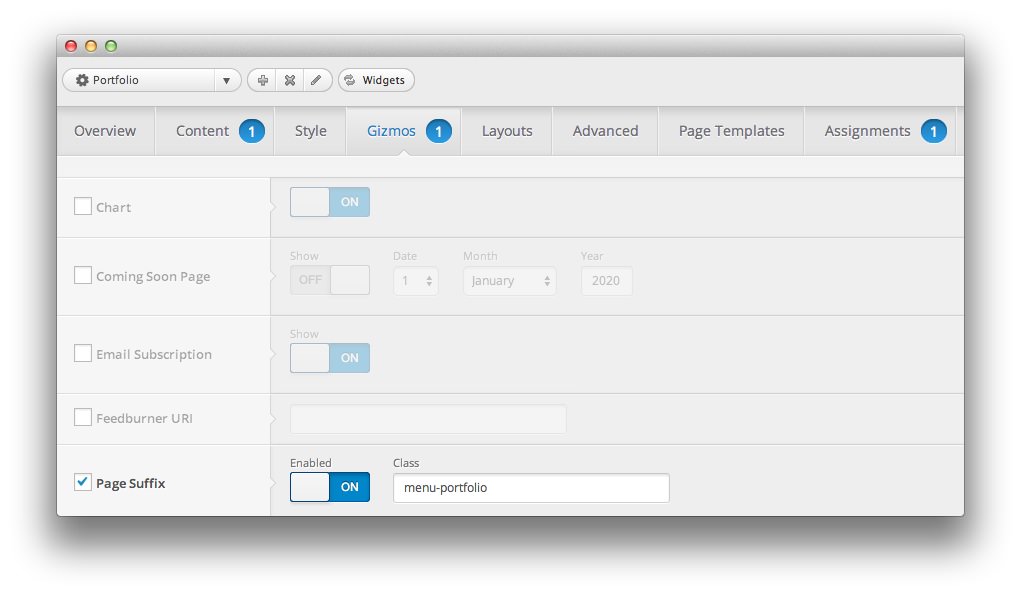 Portfolio Widgets
Overview Content 1 Style Gizmos 1 Layouts Advanced Page Templates Assignments 1
Chart ON
Show Date Month Year
Coming Soon Page OFF 1 January 2020
Show
Email Subscription ON
Feedburner URI
Enabled Class
Page Suffix ON menu-portfolio